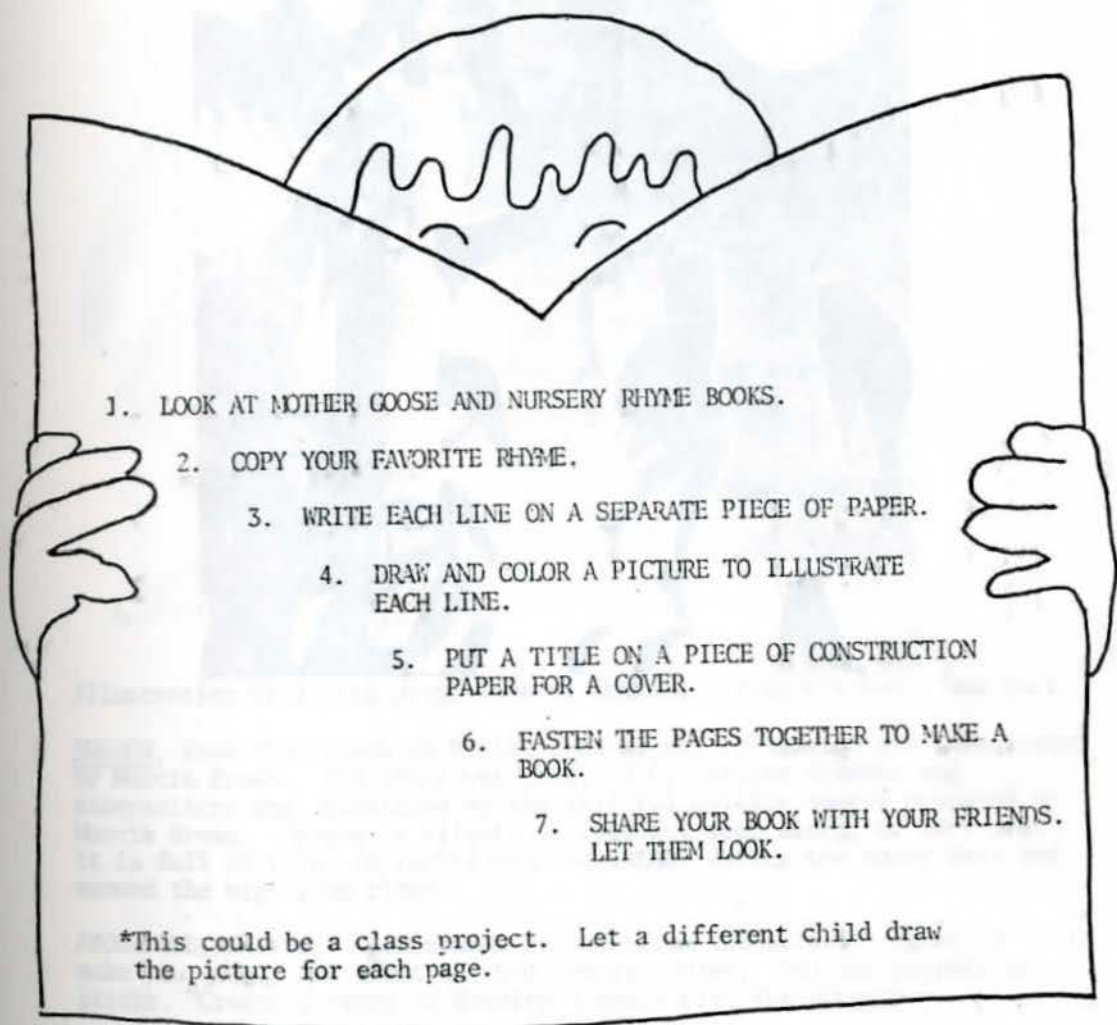 1. LOOK AT MOTHER GOOSE AND NURSERY RHYME BOOKS.
2. COPY YOUR FAVORITE RHYME.
3. WRITE EACH LINE ON A SEPARATE PIECE OF PAPER.
4. DRAW AND COLOR A PICTURE TO ILLUSTRATE
EACH LINE.
5. PUT A TITLE ON A PIECE OF CONSTRUCTION
PAPER FOR A COVER.
6. FASTEN THE PAGES TOGETHER TO MAKE A
BOOK.
7. SHARE YOUR BOOK WITH YOUR FRIENDS.
LET THEM LOOK.
*This could be a class project. Let a different child draw
the picture for each page.